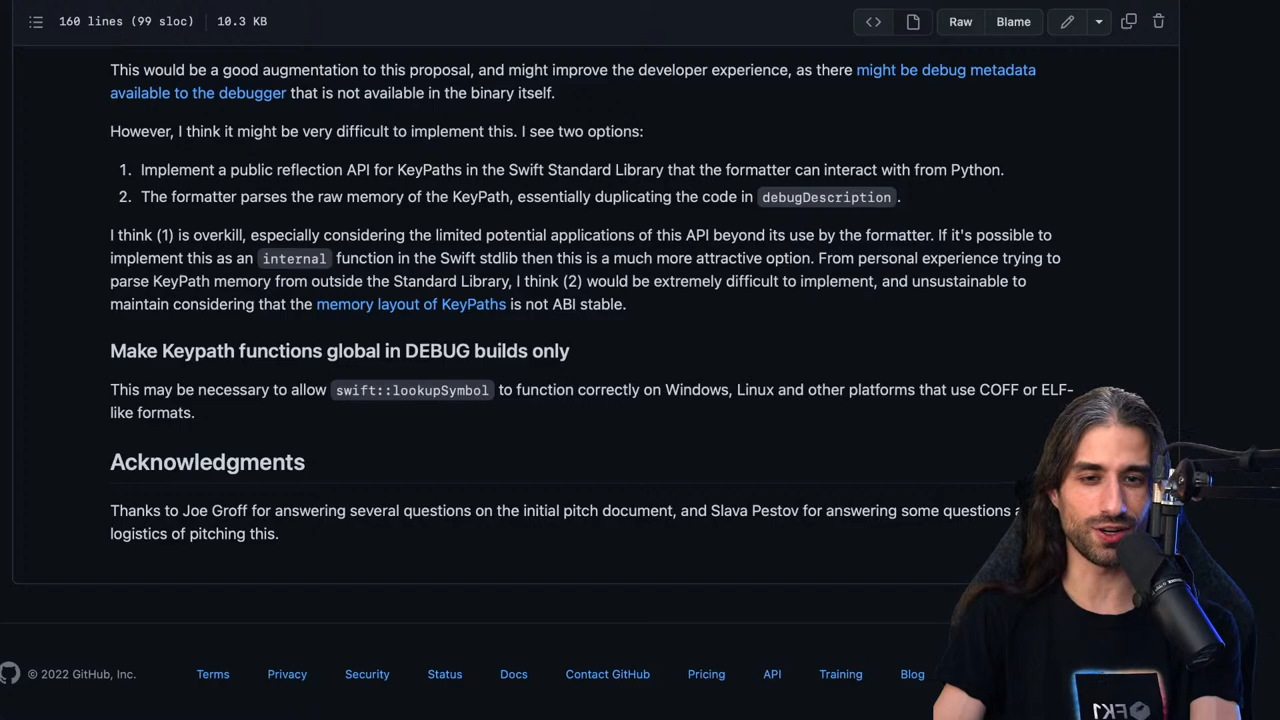 160 lines (99 sloc) 10.3 KB Raw Blame
This would be a good augmentation to this proposal, and might improve the developer experience, as there might be debug metadata
available to the debugger that is not available in the binary itself.
However, I think it might be very difficult to implement this. I see two options:
1. Implement a public reflection API for KeyPaths in the Swift Standard Library that the formatter can interact with from Python.
2. The formatter parses the raw memory of the KeyPath, essentially duplicating the code in debugDescription.
I think (1) is overkill, especially considering the limited potential applications of this API beyond its use by the formatter. If it's possible to
implement this as an internal function in the Swift stdlib then this is a much more attractive option. From personal experience trying to
parse KeyPath memory from outside the Standard Library, I think (2) would be extremely difficult to implement, and unsustainable to
maintain considering that the memory layout of KeyPaths is not ABI stable.
Make Keypath functions global in DEBUG builds only
This may be necessary to allow swift::lookupSymbol to function correctly on Windows, Linux and other platforms that use COFF or ELF-
like formats.
Acknowledgments
Thanks to Joe Groff for answering several questions on the initial pitch document, and Slava Pestov for answering some questions
logistics of pitching this.
© 2022 GitHub, Inc. Terms Privacy Security Status Docs Contact GitHub Pricing API Training Blog